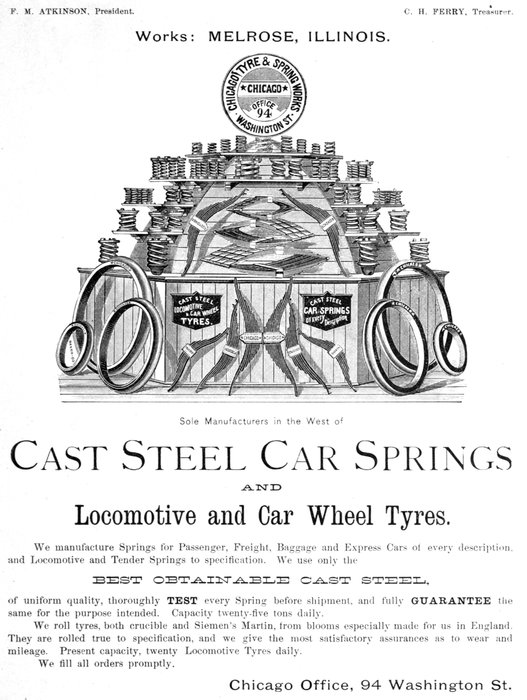 F. M. ATKINSON, President.
C. H. FERRY, Treasurer.
Works: MELROSE, ILLINOIS.
CHICAGO TYRE & SPRING WORKS
★CHICAGO★
OFFICE
94
WASHINGTON ST.
CAST STEEL
LOCOMOTIVE
& CAR WHEEL
TYRES.
CAST STEEL
CAR SPRINGS
of Every
Description
CHICAGO
Sole Manufacturers in the West of
CAST STEEL CAR SPRINGS
AND
Locomotive and Car Wheel Tyres.
We manufacture Springs for Passenger, Freight, Baggage and Express Cars of every description,
and Locomotive and Tender Springs to specification. We use only the
BEST OBTAINABLE CAST STEEL,
of uniform quality, thoroughly TEST every Spring before shipment, and fully GUARANTEE the
same for the purpose intended. Capacity twenty-five tons daily.
We roll tyres, both crucible and Siemen's Martin, from blooms especially made for us in England.
They are rolled true to specification, and we give the most satisfactory assurances as to wear and
mileage. Present capacity, twenty Locomotive Tyres daily.
We fill all orders promptly.
Chicago Office, 94 Washington St.